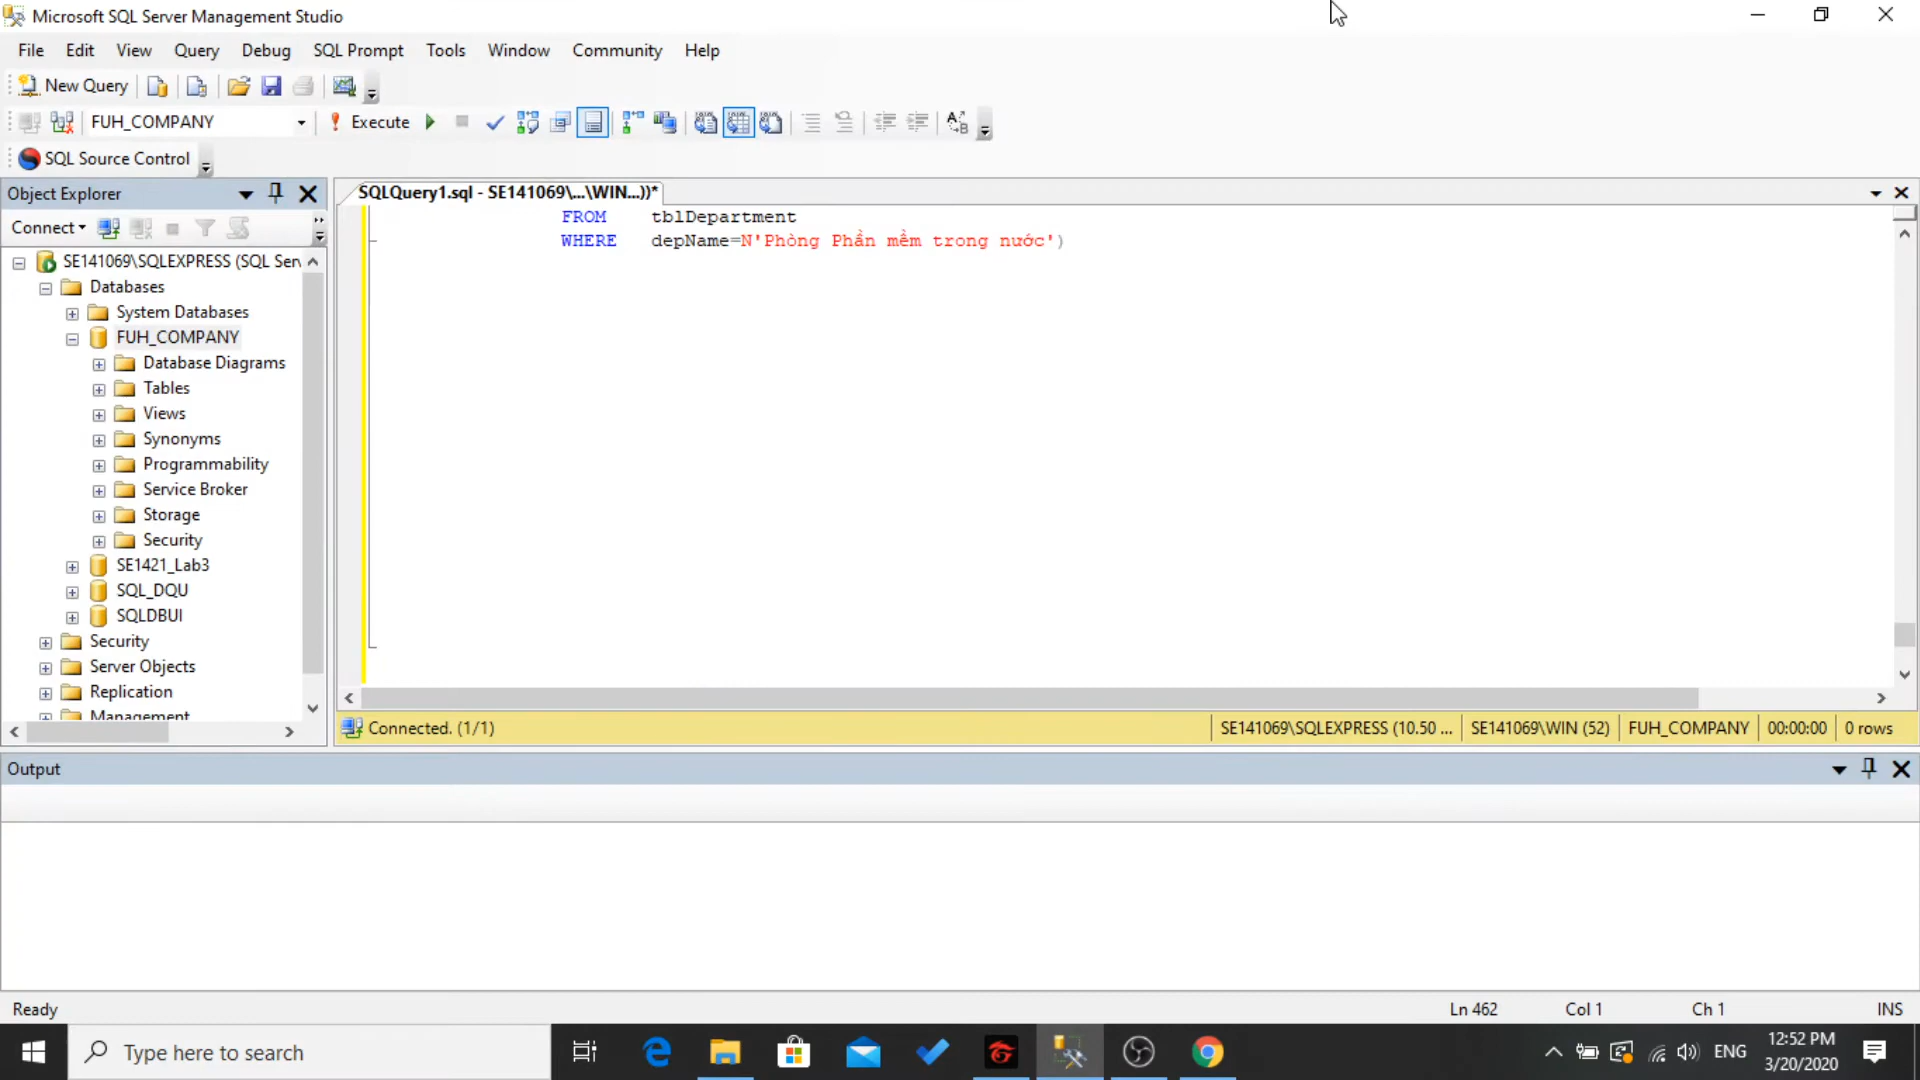 Microsoft SQL Server Management Studio
File Edit View Query Debug SQL Prompt Tools Window Community Help
New Query
FUH_COMPANY Execute
SQL Source Control
Object Explorer
Connect
SE141069\SQLEXPRESS (SQL Ser
Databases
System Databases
FUH_COMPANY
Database Diagrams
Tables
Views
Synonyms
Programmability
Service Broker
Storage
Security
SE1421_Lab3
SQL_DQU
SQLDBUI
Security
Server Objects
Replication
Management
SQLQuery1.sql - SE141069\...\WIN...))*
FROM tblDepartment
WHERE depName=N'Phòng Phần mềm trong nước')
Connected. (1/1) SE141069\SQLEXPRESS (10.50 ... SE141069\WIN (52) FUH_COMPANY 00:00:00 0 rows
Output
Ready Ln 462 Col 1 Ch 1 INS
Type here to search
ENG
12:52 PM
3/20/2020